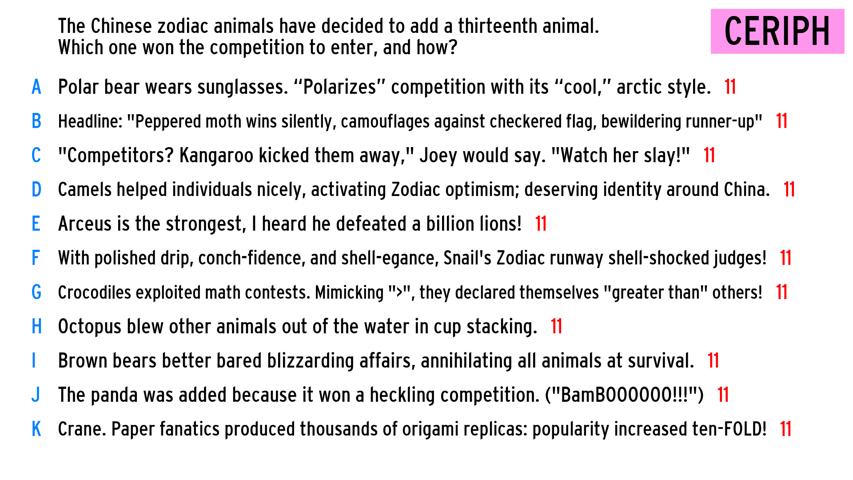 The Chinese zodiac animals have decided to add a thirteenth animal.
Which one won the competition to enter, and how?
CERIPH
A Polar bear wears sunglasses. “Polarizes” competition with its “cool,” arctic style. 11
B Headline: "Peppered moth wins silently, camouflages against checkered flag, bewildering runner-up" 11
C "Competitors? Kangaroo kicked them away," Joey would say. "Watch her slay!" 11
D Camels helped individuals nicely, activating Zodiac optimism; deserving identity around China. 11
E Arceus is the strongest, I heard he defeated a billion lions! 11
F With polished drip, conch-fidence, and shell-egance, Snail's Zodiac runway shell-shocked judges! 11
G Crocodiles exploited math contests. Mimicking ">", they declared themselves "greater than" others! 11
H Octopus blew other animals out of the water in cup stacking. 11
I Brown bears better bared blizzarding affairs, annihilating all animals at survival. 11
J The panda was added because it won a heckling competition. ("BamBOOOOOO!!!") 11
K Crane. Paper fanatics produced thousands of origami replicas: popularity increased ten-FOLD! 11